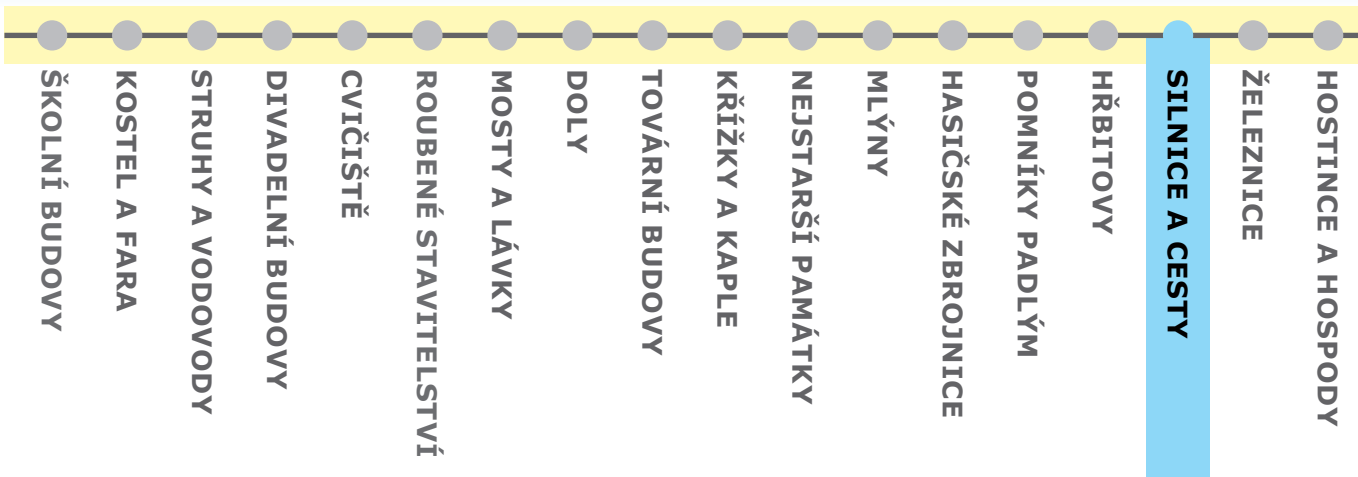 ŠKOLNÍ BUDOVY
KOSTEL A FARA
STRUHY A VODOVODY
DIVADELNÍ BUDOVY
CVIČIŠTĚ
ROUBENÉ STAVITELSTVÍ
MOSTY A LÁVKY
DOLY
TOVÁRNÍ BUDOVY
KŘÍŽKY A KAPLE
NEJSTARŠÍ PAMÁTKY
MLÝNY
HASIČSKÉ ZBROJNICE
POMNÍKY PADLÝM
HŘBITOVY
SILNICE A CESTY
ŽELEZNICE
HOSTINCE A HOSPODY